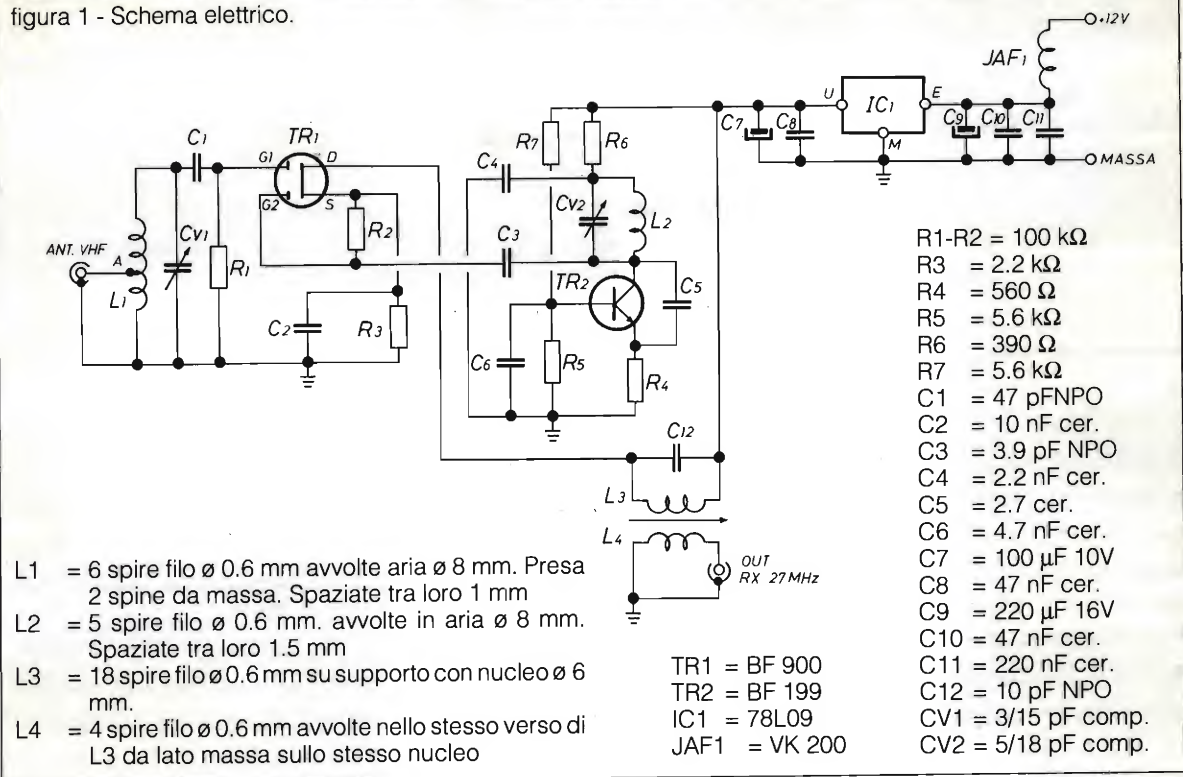 figura 1 - Schema elettrico.
+12V
JAF1
U
IC1
E
M
C7
C8
C9
C10
C11
MASSA
C1
TR1
G1
D
G2
S
R7
R6
C4
CV2
L2
ANT. VHF
A
L1
CV1
R1
R2
C3
TR2
C5
C2
R3
C6
R5
R4
C12
L3
L4
OUT
RX 27MHz
R1-R2 = 100 kΩ
R3 = 2.2 kΩ
R4 = 560 Ω
R5 = 5.6 kΩ
R6 = 390 Ω
R7 = 5.6 kΩ
C1 = 47 pFNPO
C2 = 10 nF cer.
C3 = 3.9 pF NPO
C4 = 2.2 nF cer.
C5 = 2.7 cer.
C6 = 4.7 nF cer.
C7 = 100 µF 10V
C8 = 47 nF cer.
C9 = 220 µF 16V
C10 = 47 nF cer.
C11 = 220 nF cer.
C12 = 10 pF NPO
CV1 = 3/15 pF comp.
CV2 = 5/18 pF comp.
L1 = 6 spire filo ø 0.6 mm avvolte aria ø 8 mm. Presa
2 spine da massa. Spaziate tra loro 1 mm
L2 = 5 spire filo ø 0.6 mm. avvolte in aria ø 8 mm.
Spaziate tra loro 1.5 mm
L3 = 18 spire filo ø 0.6 mm su supporto con nucleo ø 6
mm.
L4 = 4 spire filo ø 0.6 mm avvolte nello stesso verso di
L3 da lato massa sullo stesso nucleo
TR1 = BF 900
TR2 = BF 199
IC1 = 78L09
JAF1 = VK 200